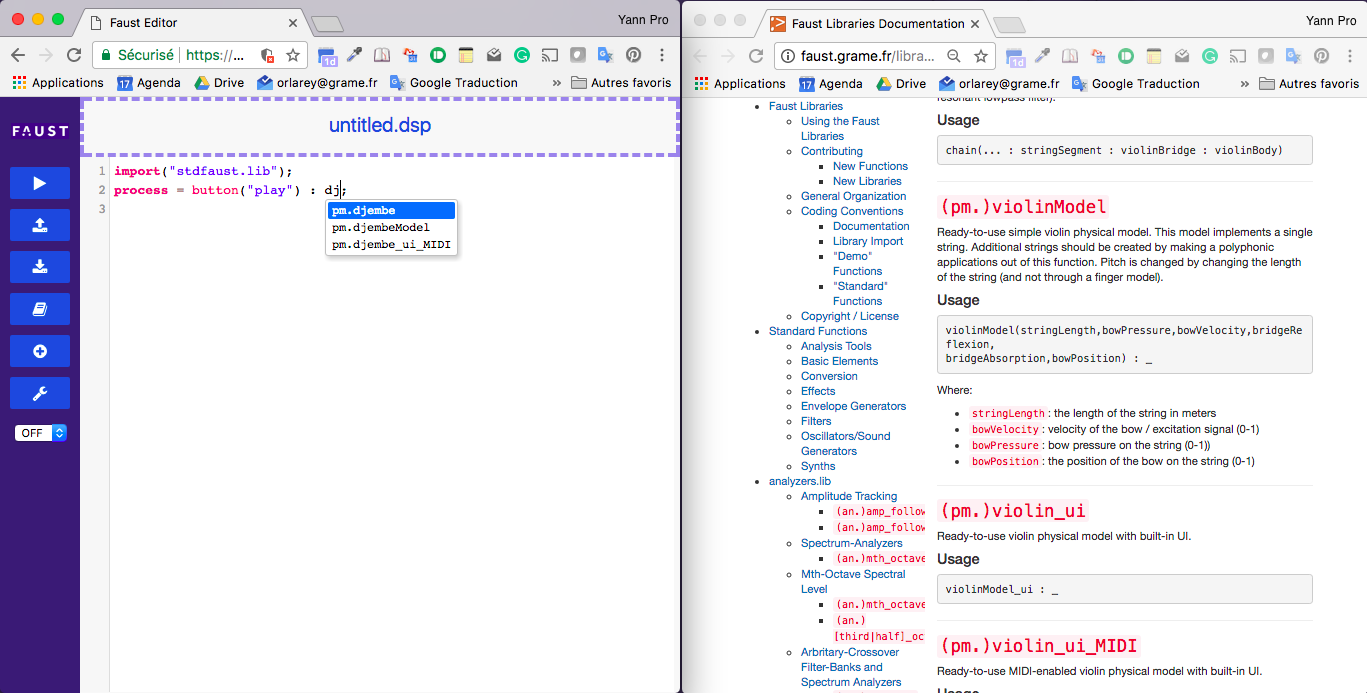 Faust Editor
Yann Pro
Sécurisé
https://...
Applications
17 Agenda
Drive
orlarey@grame.fr
Google Traduction
»
Autres favoris
FAUST
OFF
untitled.dsp
1 import("stdfaust.lib");
2 process = button("play") : dj;
3
pm.djembe
pm.djembeModel
pm.djembe_ui_MIDI
Faust Libraries Documentation
Yann Pro
faust.grame.fr/libra...
Applications
17 Agenda
Drive
orlarey@grame.fr
Google Traduction
»
Autres favoris
Faust Libraries
Using the Faust
Libraries
Contributing
New Functions
New Libraries
General Organization
Coding Conventions
Documentation
Library Import
"Demo"
Functions
"Standard"
Functions
Copyright / License
Standard Functions
Analysis Tools
Basic Elements
Conversion
Effects
Envelope Generators
Filters
Oscillators/Sound
Generators
Synths
analyzers.lib
Amplitude Tracking
(an.)amp_follow
(an.)amp_follow
Spectrum-Analyzers
(an.)mth_octave
Mth-Octave Spectral
Level
(an.)mth_octave
(an.)
[third|half]_oc
Arbritary-Crossover
Filter-Banks and
Spectrum Analyzers
resonant lowpass filter).
Usage
chain(... : stringSegment : violinBridge : violinBody)
(pm.)violinModel
Ready-to-use simple violin physical model. This model implements a single
string. Additional strings should be created by making a polyphonic
applications out of this function. Pitch is changed by changing the length
of the string (and not through a finger model).
Usage
violinModel(stringLength,bowPressure,bowVelocity,bridgeRe
flexion,
bridgeAbsorption,bowPosition) : _
Where:
stringLength : the length of the string in meters
bowVelocity : velocity of the bow / excitation signal (0-1)
bowPressure : bow pressure on the string (0-1))
bowPosition : the position of the bow on the string (0-1)
(pm.)violin_ui
Ready-to-use violin physical model with built-in UI.
Usage
violinModel_ui : _
(pm.)violin_ui_MIDI
Ready-to-use MIDI-enabled violin physical model with built-in UI.
Usage